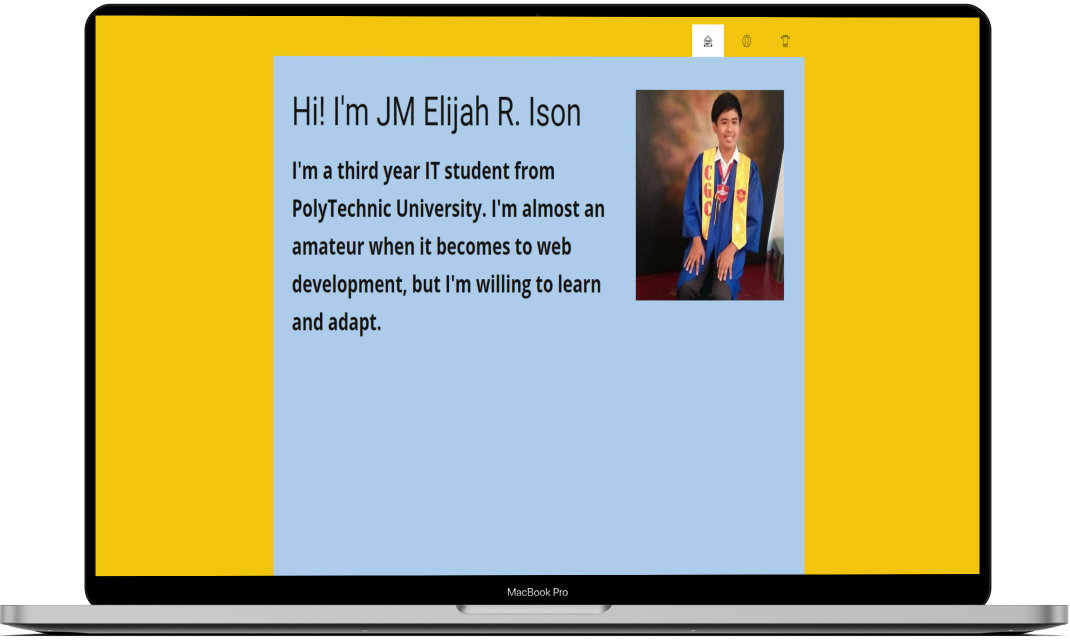 Hi! I'm JM Elijah R. Ison
I'm a third year IT student from
PolyTechnic University. I'm almost an
amateur when it becomes to web
development, but I'm willing to learn
and adapt.
C
G
C
MacBook Pro